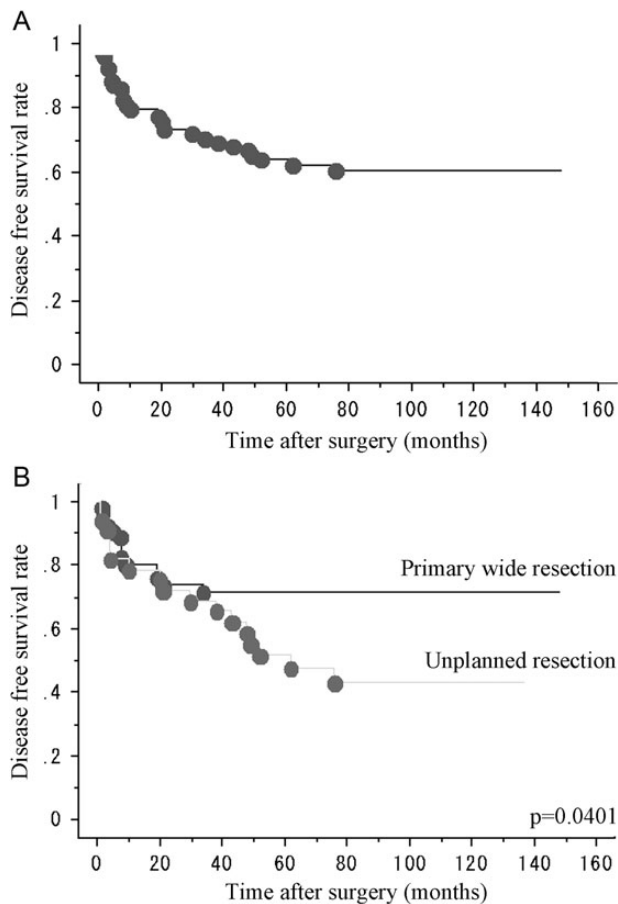 A
Disease free survival rate
1
.8
.6
.4
.2
0
0 20 40 60 80 100 120 140 160
Time after surgery (months)
B
Disease free survival rate
1
.8
.6
.4
.2
0
Primary wide resection
Unplanned resection
p=0.0401
0 20 40 60 80 100 120 140 160
Time after surgery (months)